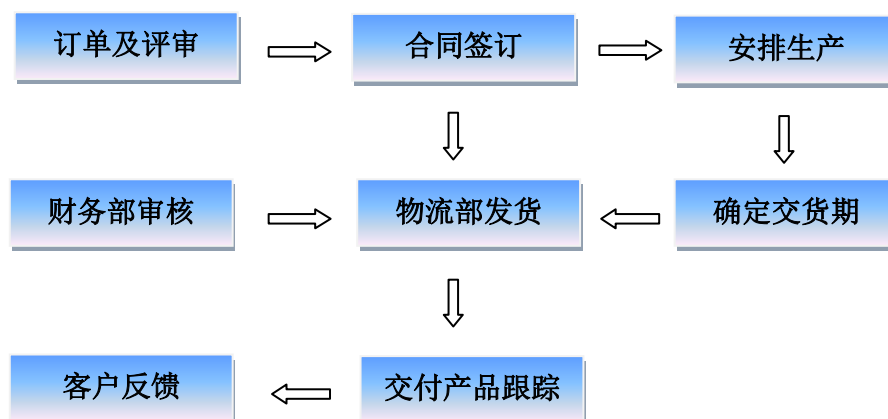 订单及评审
合同签订
安排生产
财务部审核
物流部发货
确定交货期
客户反馈
交付产品跟踪